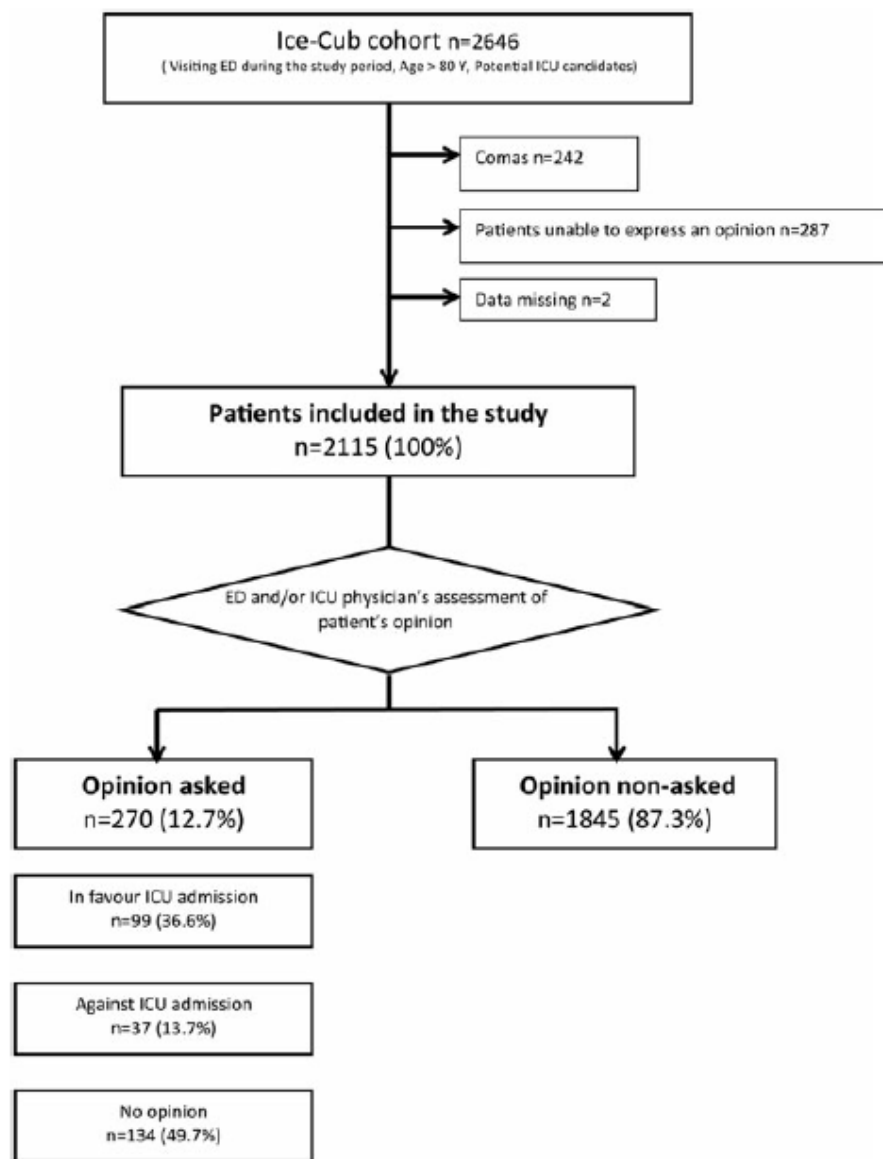 Ice-Cub cohort n=2646
( Visiting ED during the study period, Age > 80 Y, Potential ICU candidates)
Comas n=242
Patients unable to express an opinion n=287
Data missing n=2
Patients included in the study
n=2115 (100%)
ED and/or ICU physician's assessment of
patient's opinion
Opinion asked
n=270 (12.7%)
Opinion non-asked
n=1845 (87.3%)
In favour ICU admission
n=99 (36.6%)
Against ICU admission
n=37 (13.7%)
No opinion
n=134 (49.7%)